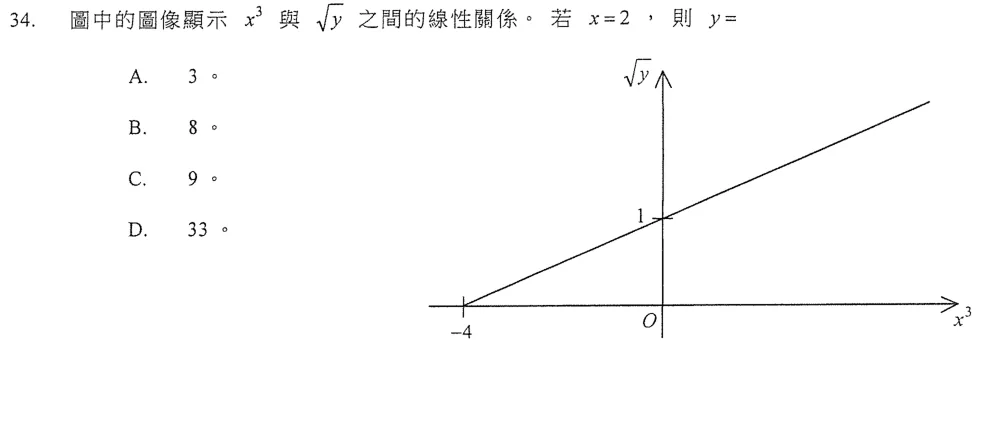 34. 圖中的圖像顯示 x³ 與 √y 之間的線性關係。若 x = 2 ，則 y =
A. 3 。
B. 8 。
C. 9 。
D. 33 。
√y
1
−4
O
x³